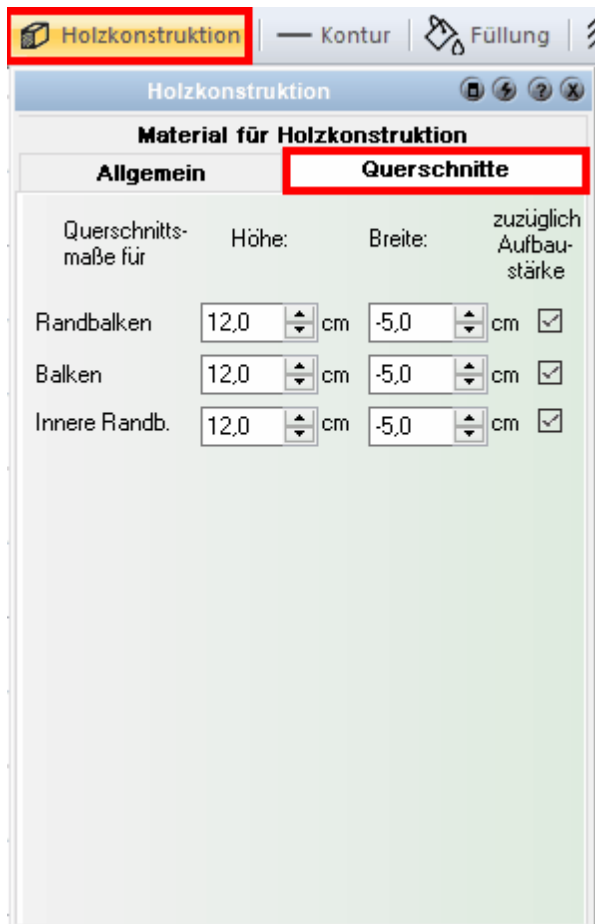 Holzkonstruktion Kontur Füllung
Holzkonstruktion
Material für Holzkonstruktion
Allgemein Querschnitte
Querschnitts-
maße für
Höhe:
Breite:
zuzüglich
Aufbau-
stärke
Randbalken 12,0 cm -5,0 cm
Balken 12,0 cm -5,0 cm
Innere Randb. 12,0 cm -5,0 cm